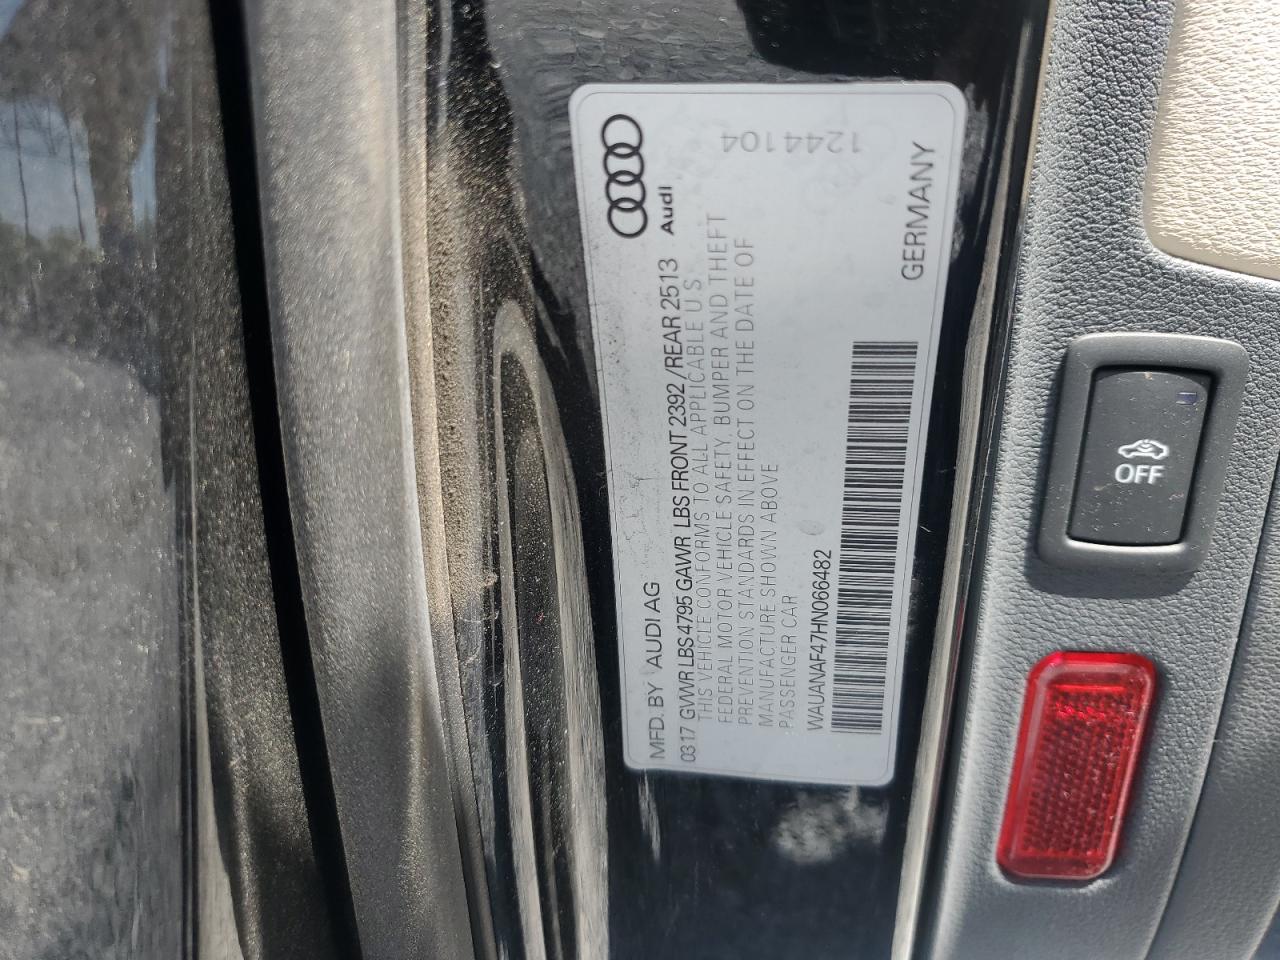 MFD. BY AUDI AG
03 17 GVWR LBS 4795 GAWR LBS FRONT 2392 / REAR 2513
Audi
THIS VEHICLE CONFORMS TO ALL APPLICABLE U S
FEDERAL MOTOR VEHICLE SAFETY, BUMPER AND THEFT
PREVENTION STANDARDS IN EFFECT ON THE DATE OF
MANUFACTURE SHOWN ABOVE
PASSENGER CAR
WAUANAF47HN066482
1244104
GERMANY
OFF